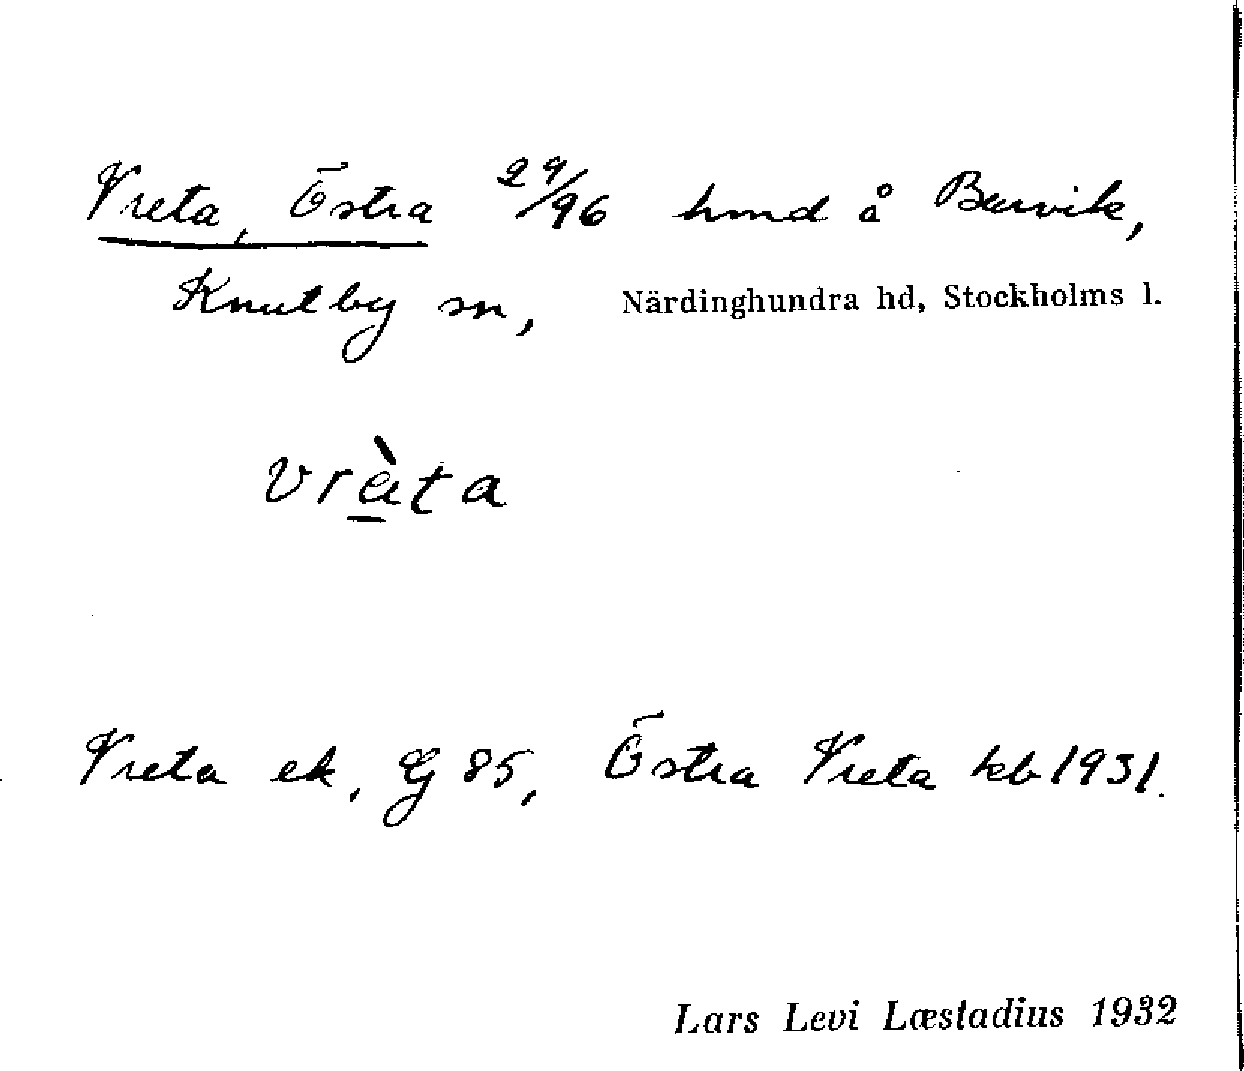 Vreta, Östra 29/96 hmd å Burvik,
Knutby sn, Närdinghundra hd, Stockholms l.
vrèta
Vreta ek, G 85, Östra Vreta kb 1931.
Lars Levi Læstadius 1932